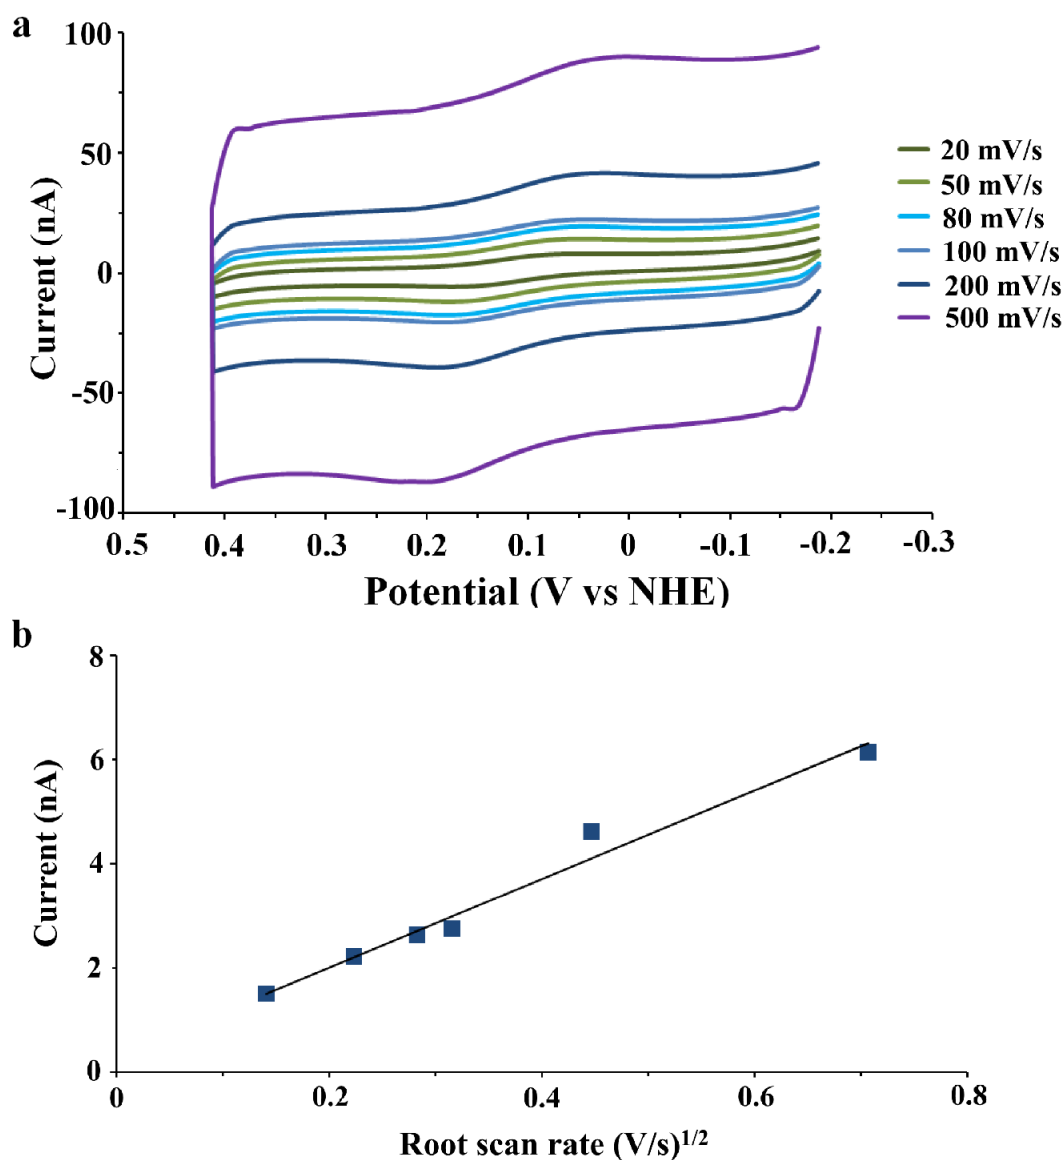 a
100
50
0
-50
-100
Current (nA)
0.5 0.4 0.3 0.2 0.1 0 -0.1 -0.2 -0.3
Potential (V vs NHE)
20 mV/s
50 mV/s
80 mV/s
100 mV/s
200 mV/s
500 mV/s
b
8
6
4
2
0
Current (nA)
0 0.2 0.4 0.6 0.8
Root scan rate (V/s)^1/2